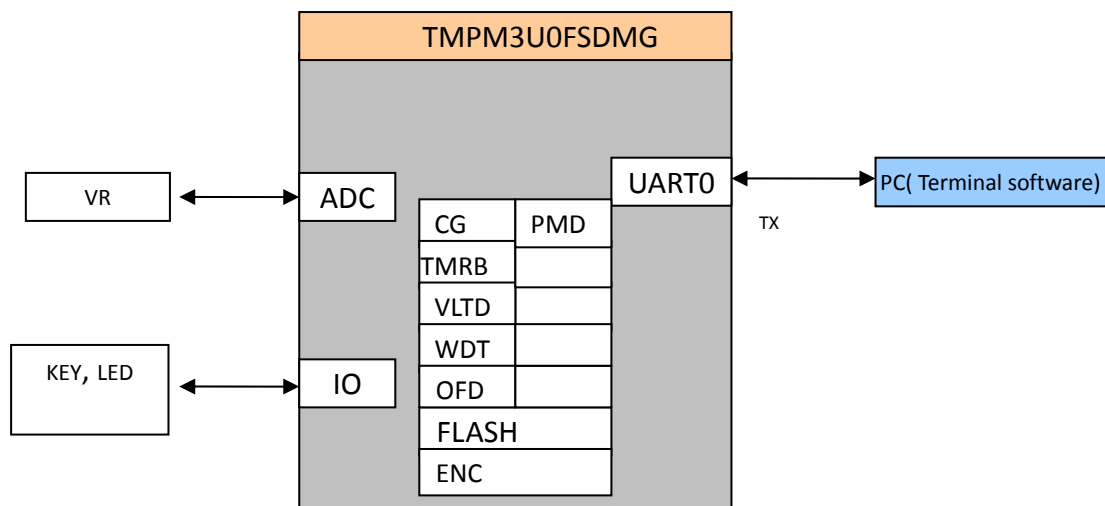 TMPM3U0FSDMG
UART0
PC( Terminal software)
VR
ADC
TX
CG
PMD
TMRB
VLTD
WDT
KEY, LED
IO
OFD
FLASH
ENC